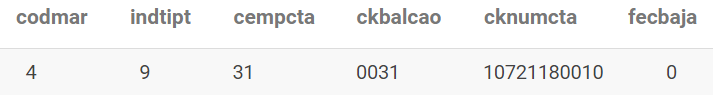 codmar indtipt cempcta ckbalcao cknumcta fecbaja
4 9 31 0031 10721180010 0